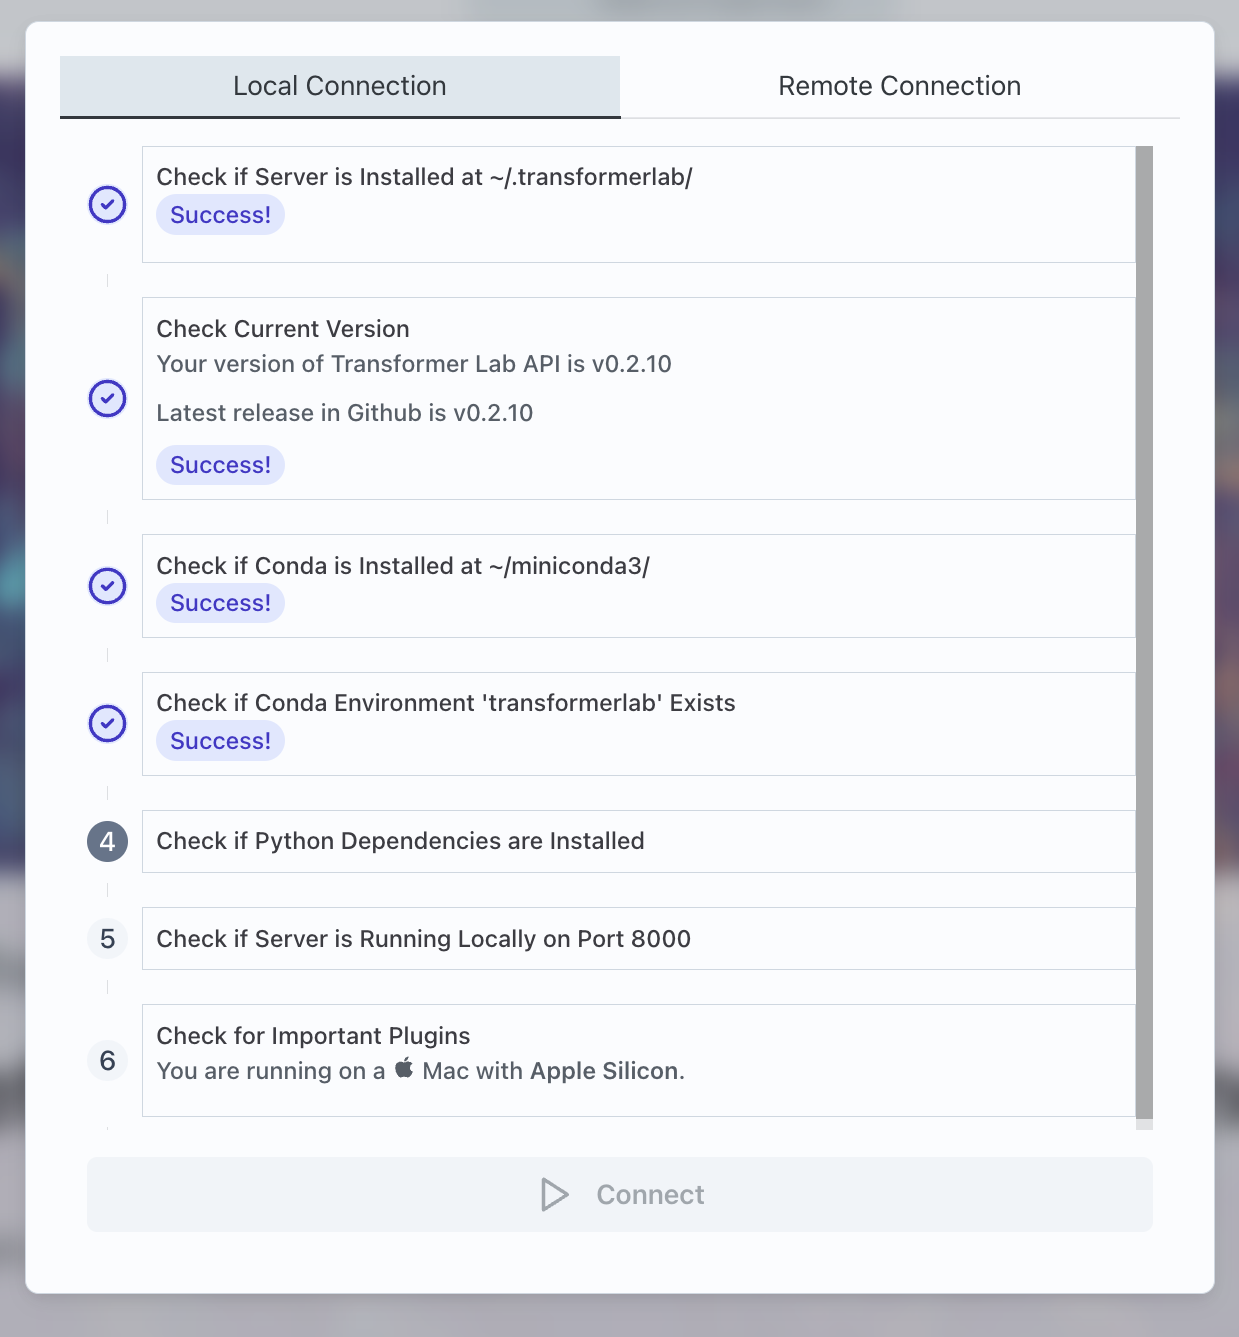 Local Connection
Remote Connection
Check if Server is Installed at ~/.transformerlab/
Success!
Check Current Version
Your version of Transformer Lab API is v0.2.10
Latest release in Github is v0.2.10
Success!
Check if Conda is Installed at ~/miniconda3/
Success!
Check if Conda Environment 'transformerlab' Exists
Success!
4 Check if Python Dependencies are Installed
5 Check if Server is Running Locally on Port 8000
Check for Important Plugins
6
You are running on a Mac with Apple Silicon.
Connect